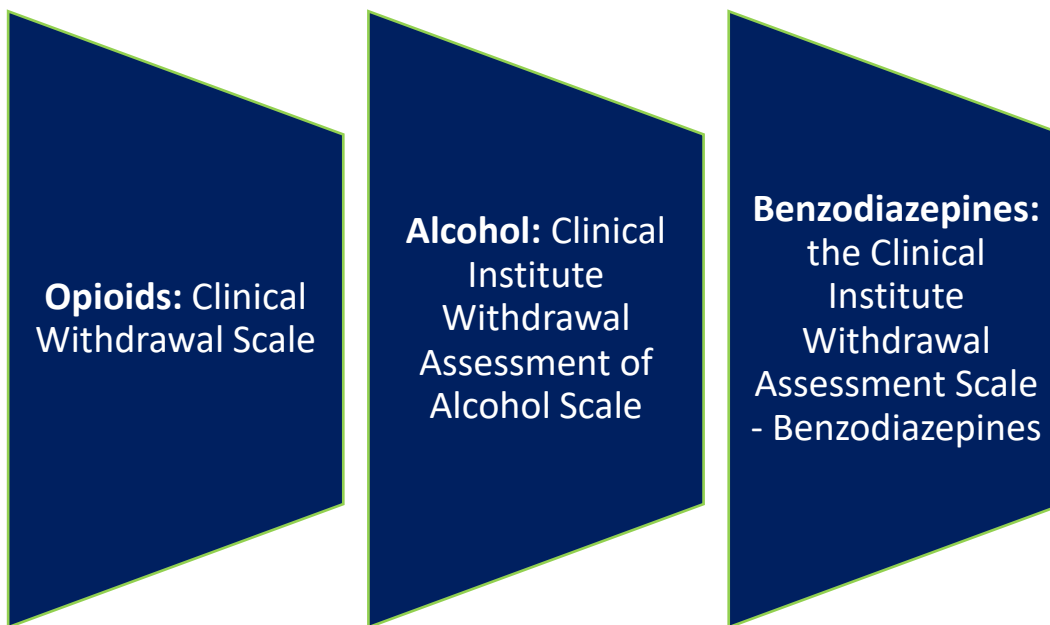 Opioids: Clinical
Withdrawal Scale
Alcohol: Clinical
Institute
Withdrawal
Assessment of
Alcohol Scale
Benzodiazepines:
the Clinical
Institute
Withdrawal
Assessment Scale
- Benzodiazepines